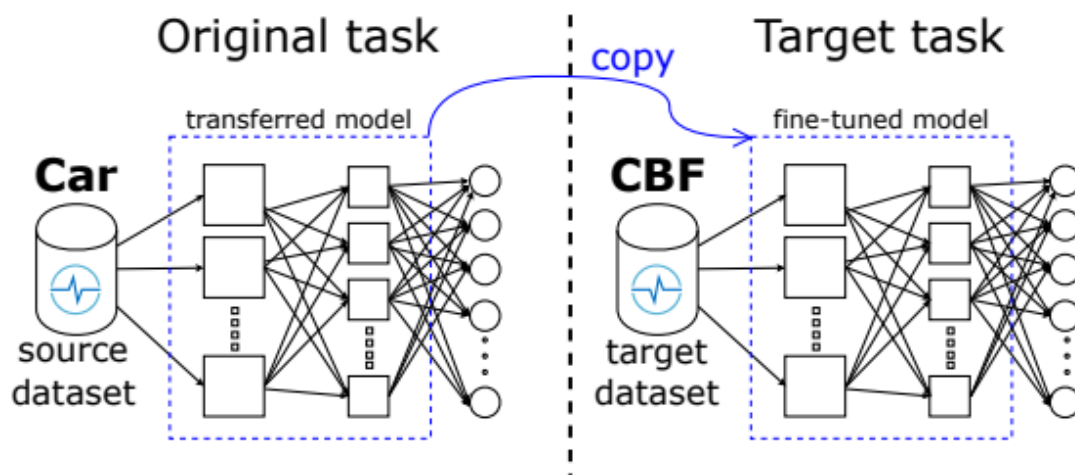 Original task
Target task
copy
transferred model
fine-tuned model
Car
CBF
source
dataset
target
dataset